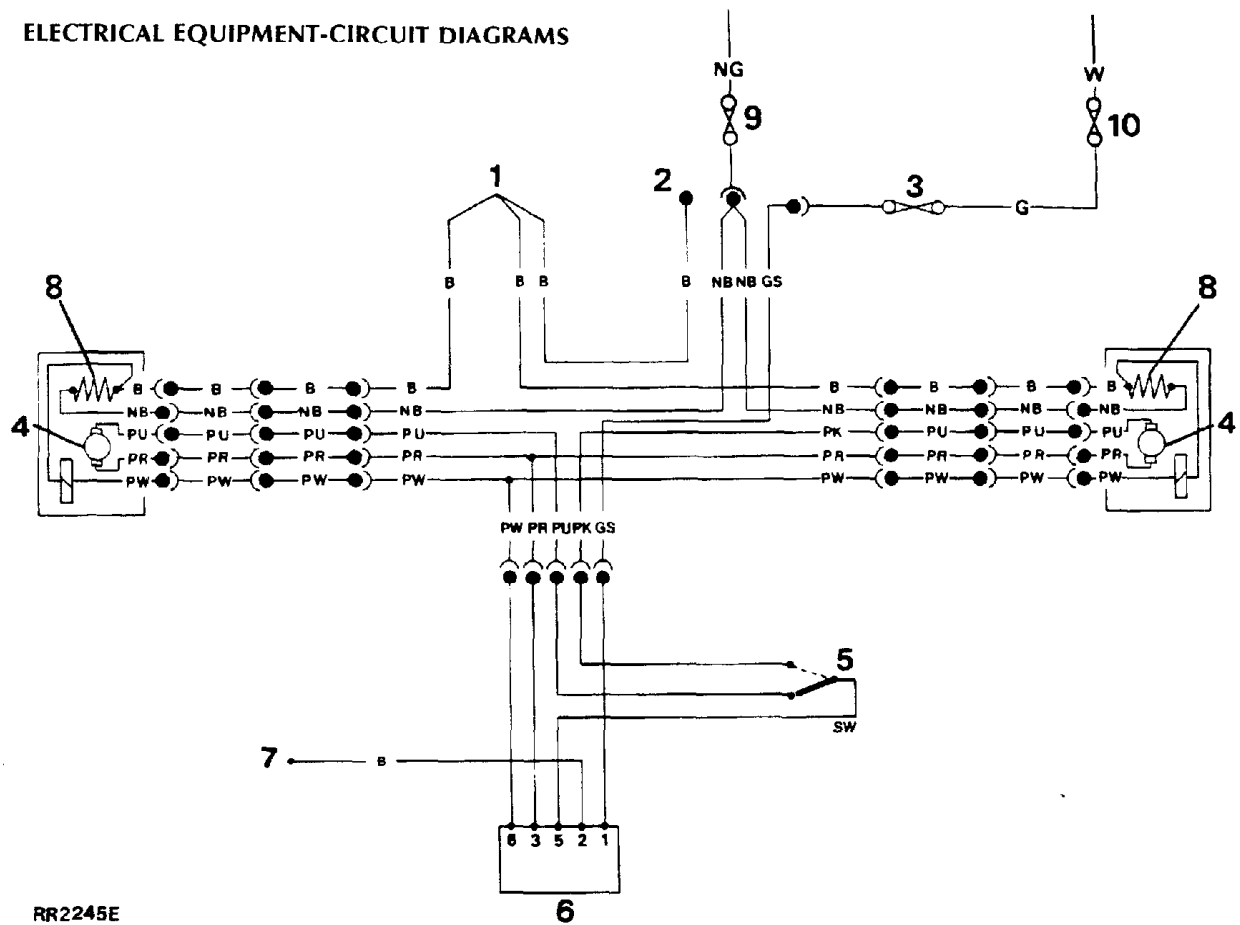 ELECTRICAL EQUIPMENT-CIRCUIT DIAGRAMS
NG
W
9
10
1
2
3
G
B
B B
B
NB NB GS
8
8
B B B B
B B B B
NB NB NB NB
NB NB NB NB
4
PU PU PU PU
PK PU PU PU
4
PR PR PR PR
PR PR PR PR
PW PW PW PW
PW PW PW PW
PW PR PU PK GS
5
SW
7
B
6 3 5 2 1
6
RR2245E